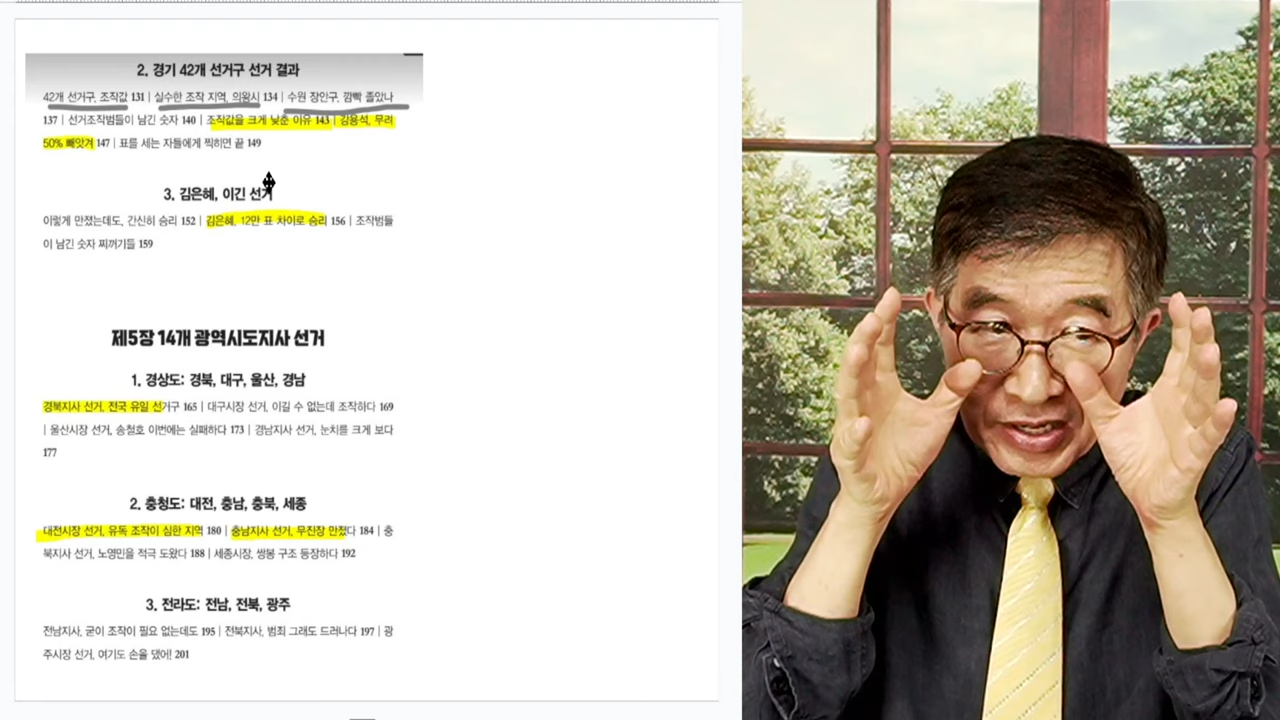 2. 경기 42개 선거구 선거 결과
42개 선거구, 조작값 131 | 실수한 조작 지역, 의왕시 134 | 수원 장안구, 깜빡 졸았나
137 | 선거조작범들이 남긴 숫자 140 | 조작값을 크게 낮춘 이유 143 | 김용석, 무려
50% 빼앗겨 147 | 표를 세는 자들에게 찍히면 끝 149
3. 김은혜, 이긴 선거
이렇게 만졌는데도, 간신히 승리 152 | 김은혜, 12만 표 차이로 승리 156 | 조작범들
이 남긴 숫자 찌꺼기들 159
제5장 14개 광역시도지사 선거
1. 경상도: 경북, 대구, 울산, 경남
경북지사 선거, 전국 유일 선거구 165 | 대구시장 선거, 이길 수 없는데 조작하다 169
| 울산시장 선거, 송철호 이번에는 실패하다 173 | 경남지사 선거, 눈치를 크게 보다
177
2. 충청도: 대전, 충남, 충북, 세종
대전시장 선거, 유독 조작이 심한 지역 180 | 충남지사 선거, 무진장 만졌다 184 | 충
북지사 선거, 노영민을 적극 도왔다 188 | 세종시장, 쌍봉 구조 등장하다 192
3. 전라도: 전남, 전북, 광주
전남지사, 굳이 조작이 필요 없는데도 195 | 전북지사, 범죄 그래도 드러나다 197 | 광
주시장 선거, 여기도 손을 댔어! 201